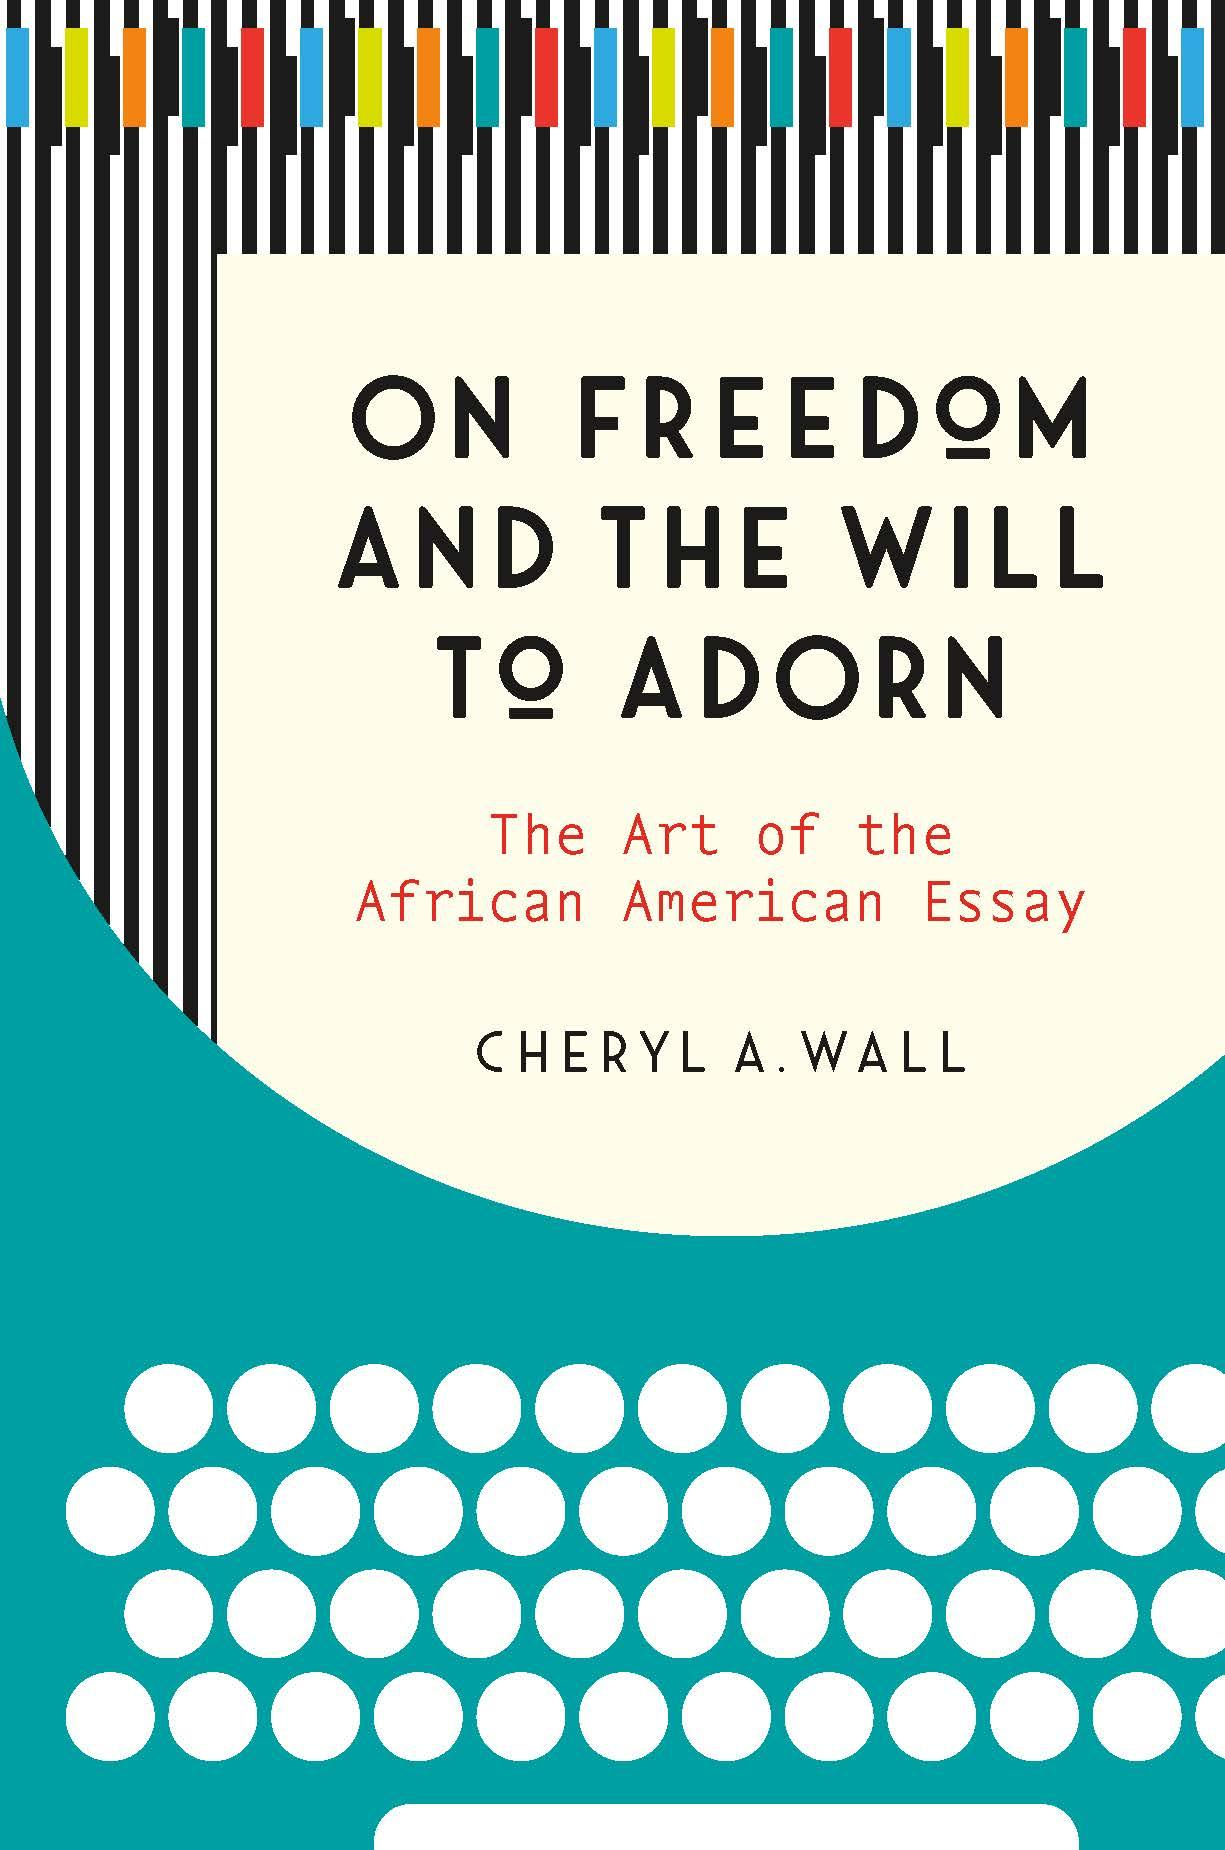 ON FREEDOM
AND THE WILL
TO ADORN
The Art of the
African American Essay
CHERYL A. WALL